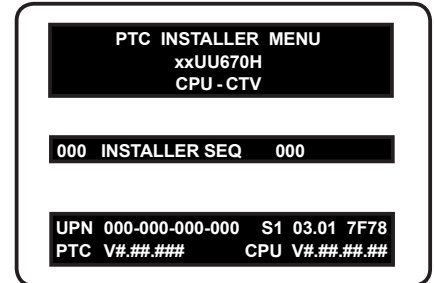 PTC INSTALLER MENU
xxUU670H
CPU - CTV
000 INSTALLER SEQ 000
UPN 000-000-000-000 S1 03.01 7F78
PTC V#.##.### CPU V#.##.##.##